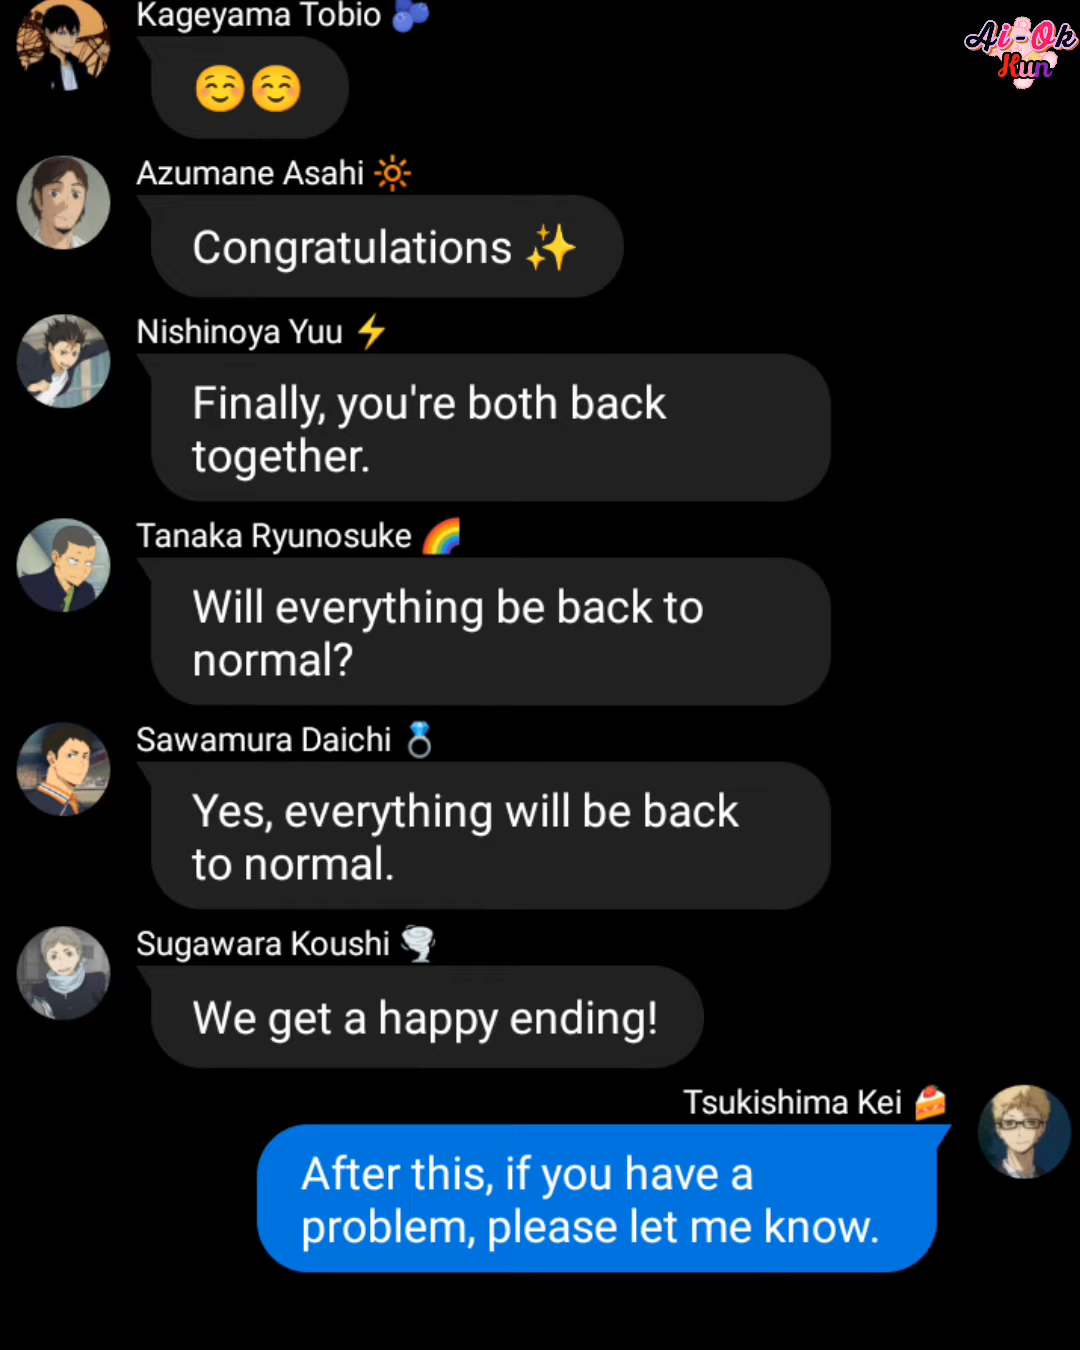 Kageyama Tobio 🫐
Ai-Ok
Kun
☺️☺️
Azumane Asahi 🔆
Congratulations ✨
Nishinoya Yuu ⚡
Finally, you're both back
together.
Tanaka Ryunosuke 🌈
Will everything be back to
normal?
Sawamura Daichi 💍
Yes, everything will be back
to normal.
Sugawara Koushi 🌪️
We get a happy ending!
Tsukishima Kei 🍰
After this, if you have a
problem, please let me know.